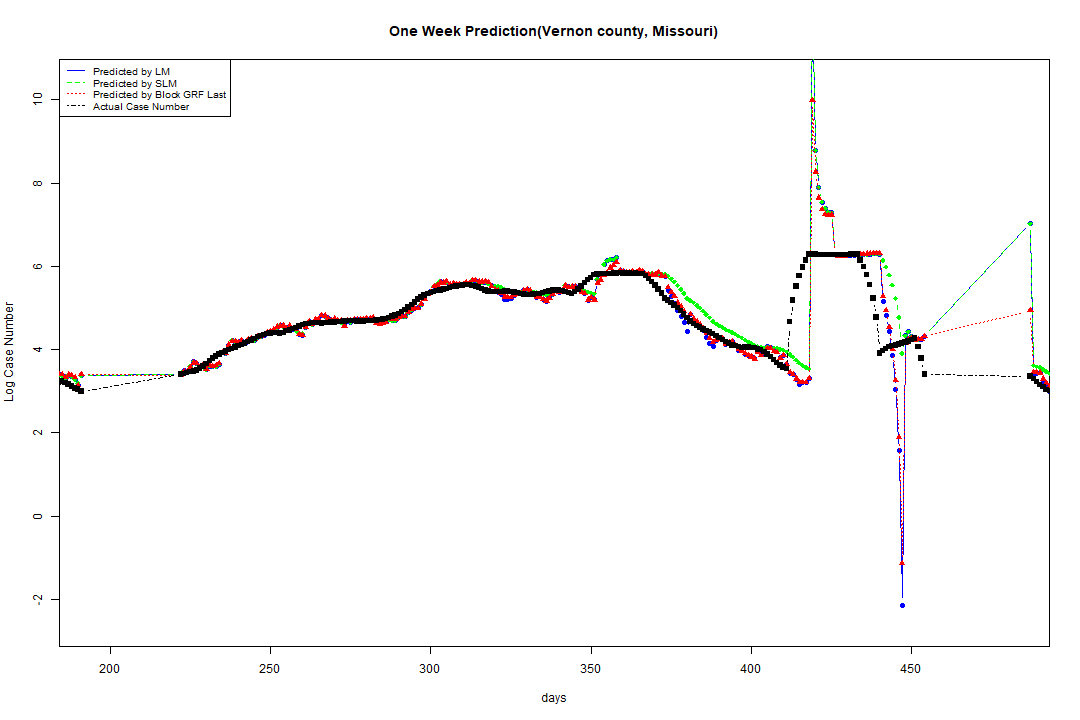 One Week Prediction(Vernon county, Missouri)
Predicted by LM
Predicted by SLM
Predicted by Block GRF Last
Actual Case Number
Log Case Number
10
8
6
4
2
0
-2
200 250 300 350 400 450
days